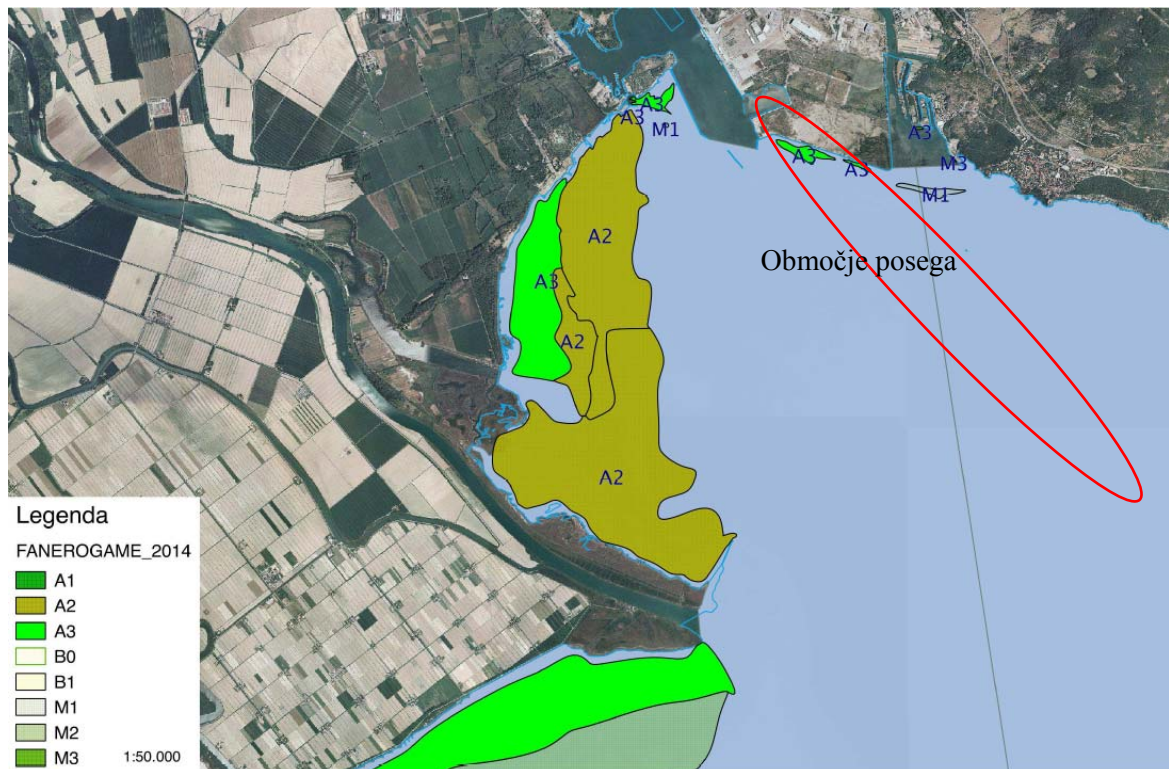 A3
A3
M1
A3
A3
A3
M3
M1
A2
Območje posega
A3
A2
A2
Legenda
FANEROGAME_2014
A1
A2
A3
B0
B1
M1
M2
M3
1:50.000